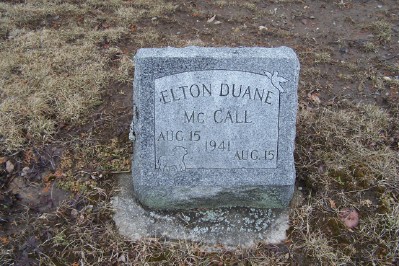 ELTON DUANE
MC CALL
AUG. 15
1941
AUG. 15